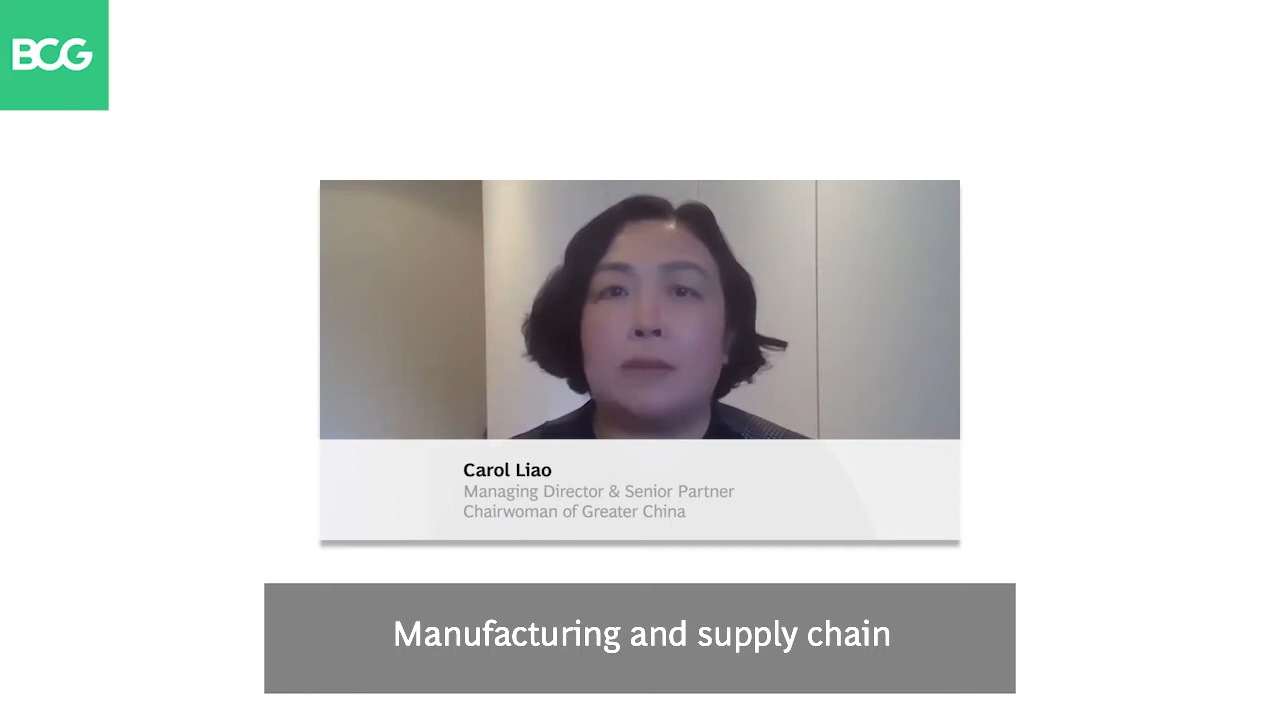 BCG
Carol Liao
Managing Director & Senior Partner
Chairwoman of Greater China
Manufacturing and supply chain